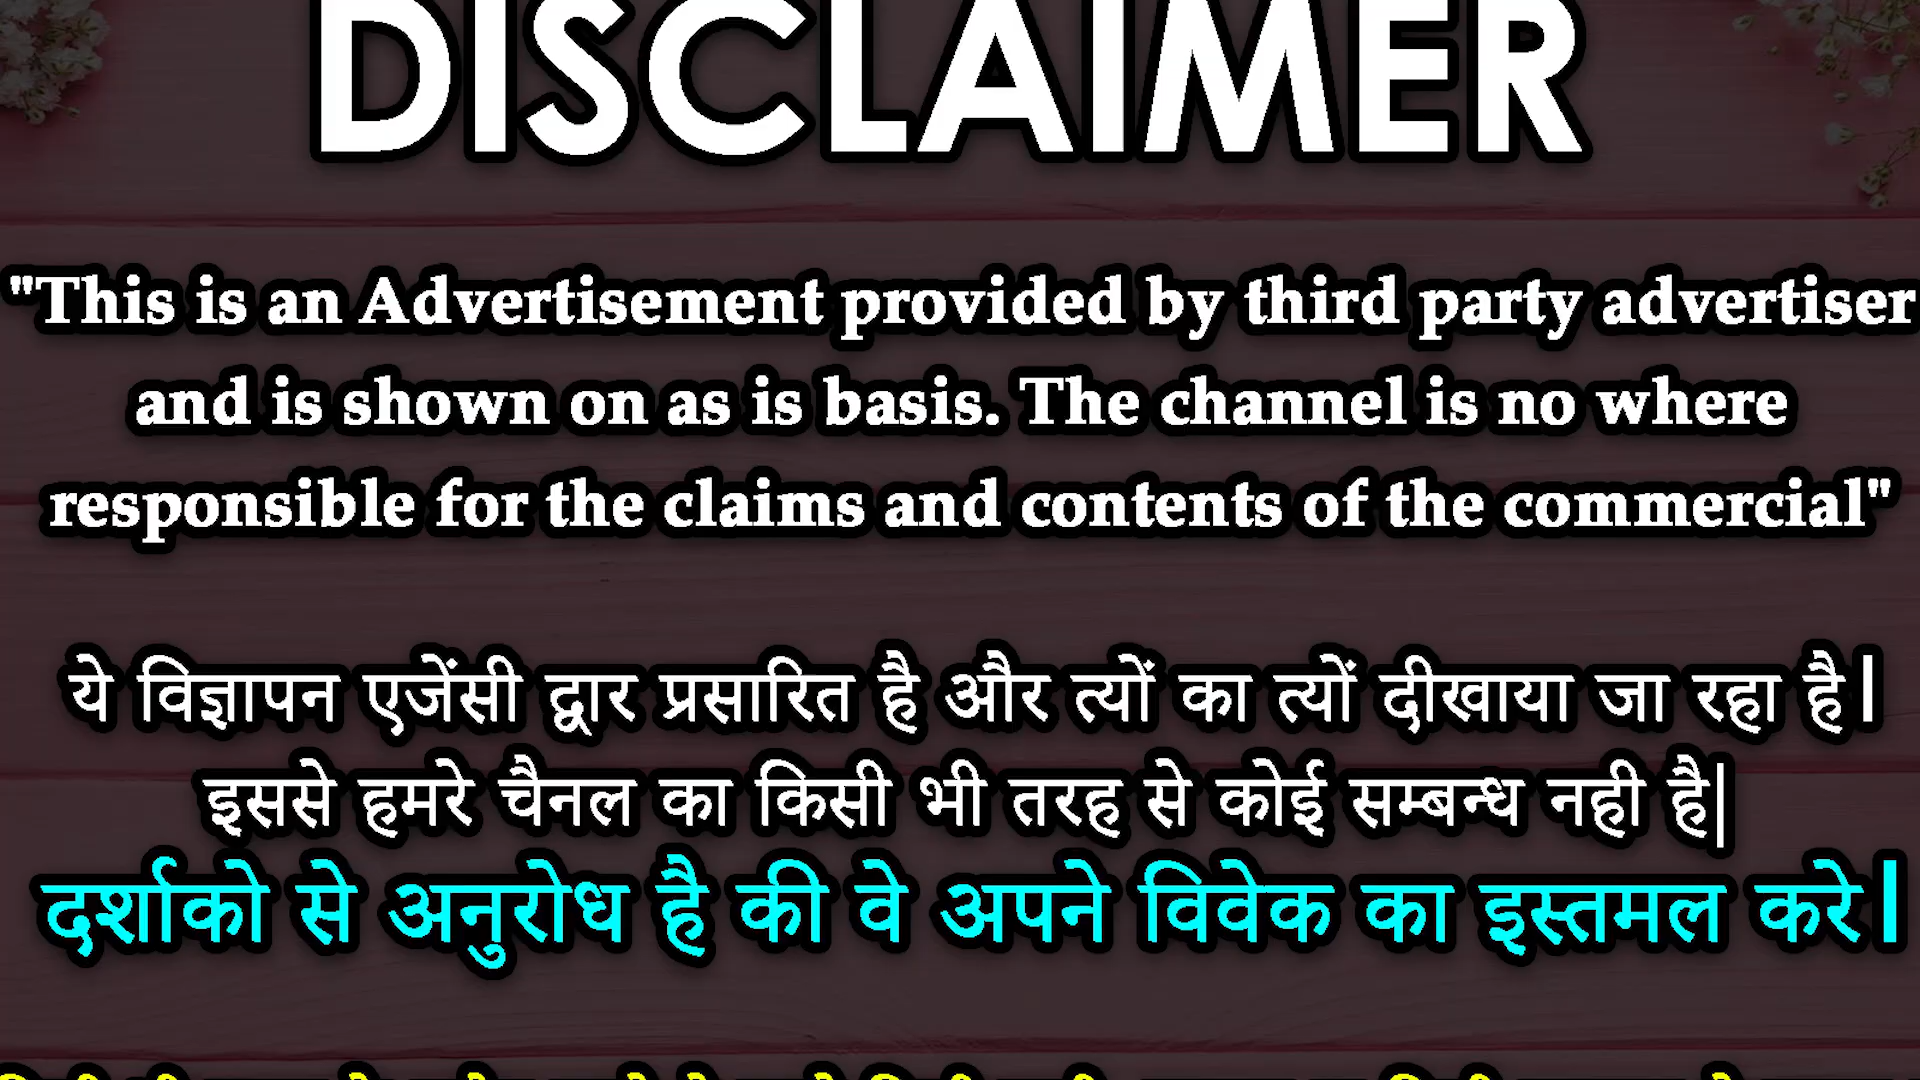 DISCLAIMER
"This is an Advertisement provided by third party advertiser
and is shown on as is basis. The channel is no where
responsible for the claims and contents of the commercial"
ये विज्ञापन एजेंसी द्वार प्रसारित है और त्यों का त्यों दीखाया जा रहा है।
इससे हमरे चैनल का किसी भी तरह से कोई सम्बन्ध नही है|
दर्शाको से अनुरोध है की वे अपने विवेक का इस्तमल करे।